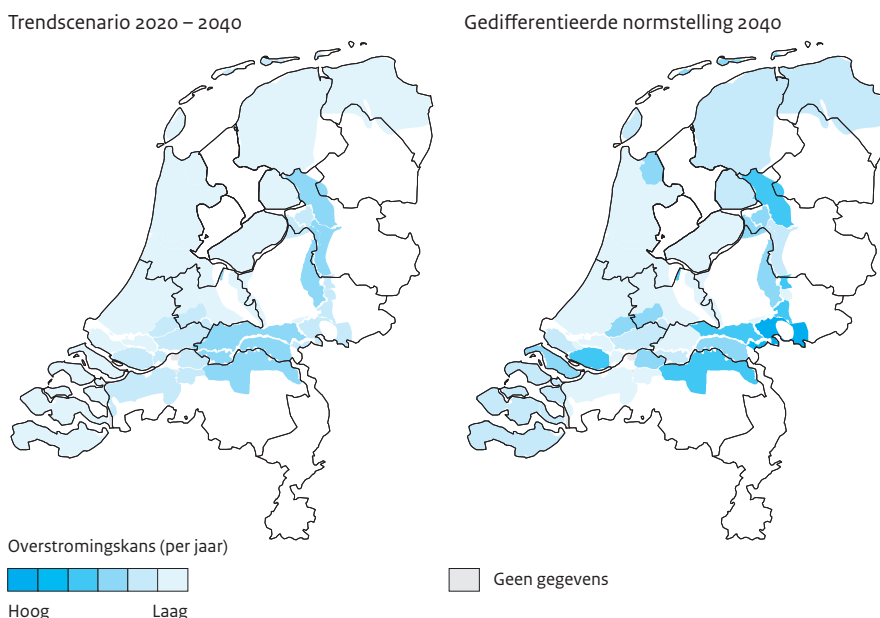 Trendscenario 2020 – 2040
Gedifferentieerde normstelling 2040
Overstromingskans (per jaar)
Hoog
Laag
Geen gegevens